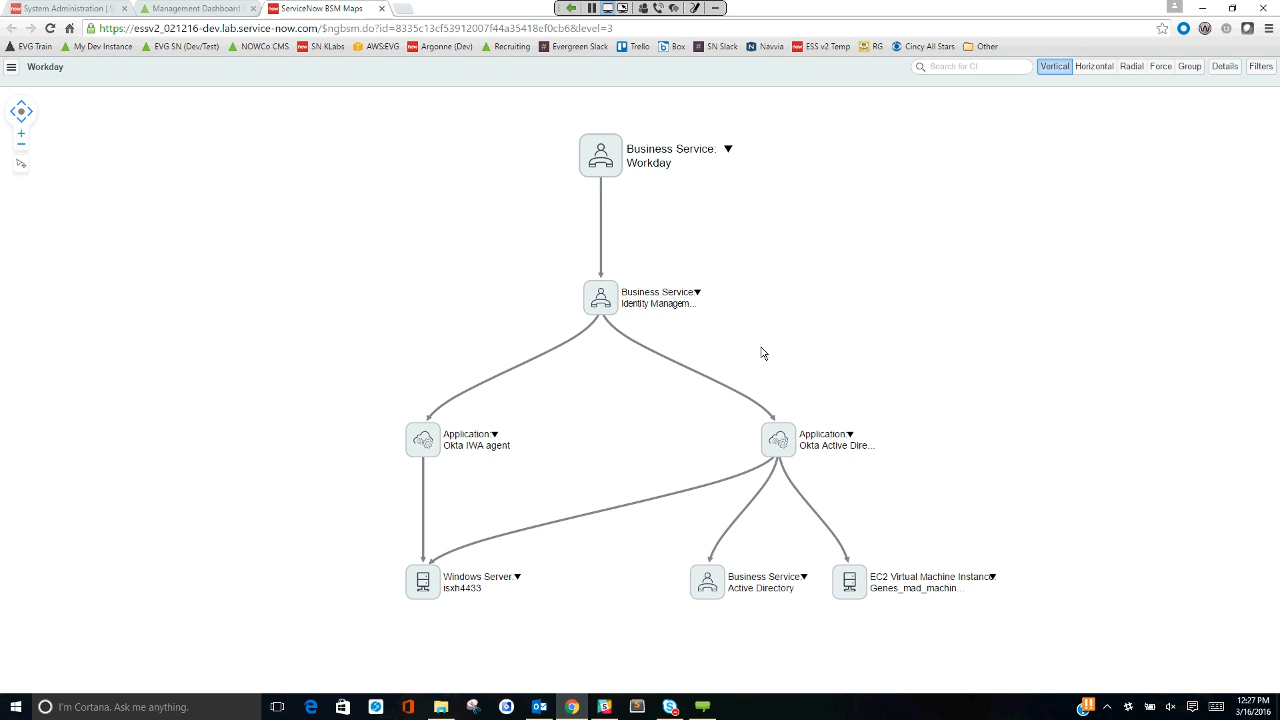 System Administration | S
Management Dashboard
ServiceNow BSM Maps
https://essv2_021216-dev.lab.service-now.com/$ngbsm.do?id=8335c13cf53912007f44a35418ef0cb6&level=3
EVG Train
My Dev Instance
EVG SN (Dev/Test)
NOWCO CMS
SN KLabs
AWS:EVG
Argonne (Dev)
Recruiting
Evergreen Slack
Trello
Box
SN Slack
Navvia
ESS v2 Temp
RG
Cincy All Stars
Other
Workday
Search for CI
Vertical
Horizontal
Radial
Force
Group
Details
Filters
Business Service:
Workday
Business Service:
Identity Managem...
Application:
Okta IWA agent
Application:
Okta Active Dire...
Windows Server:
isxh4433
Business Service:
Active Directory
EC2 Virtual Machine Instance:
Genes_mad_machin...
I'm Cortana. Ask me anything.
12:27 PM
3/16/2016